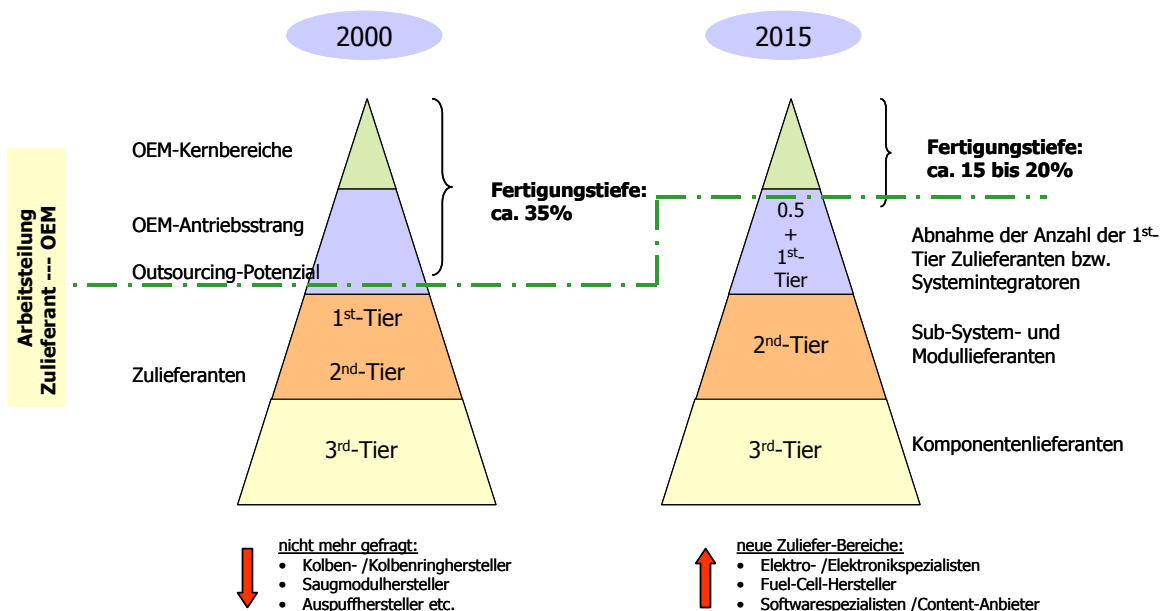 2000
2015
Arbeitsteilung
Zulieferant --- OEM
OEM-Kernbereiche
OEM-Antriebsstrang
Outsourcing-Potenzial
Zulieferanten
Fertigungstiefe:
ca. 35%
1st-Tier
2nd-Tier
3rd-Tier
Fertigungstiefe:
ca. 15 bis 20%
0.5
+
1st-
Tier
2nd-Tier
3rd-Tier
Abnahme der Anzahl der 1st-
Tier Zulieferanten bzw.
Systemintegratoren
Sub-System- und
Modullieferanten
Komponentenlieferanten
nicht mehr gefragt:
• Kolben- /Kolbenringhersteller
• Saugmodulhersteller
• Auspuffhersteller etc.
neue Zuliefer-Bereiche:
• Elektro- /Elektronikspezialisten
• Fuel-Cell-Hersteller
• Softwarespezialisten /Content-Anbieter